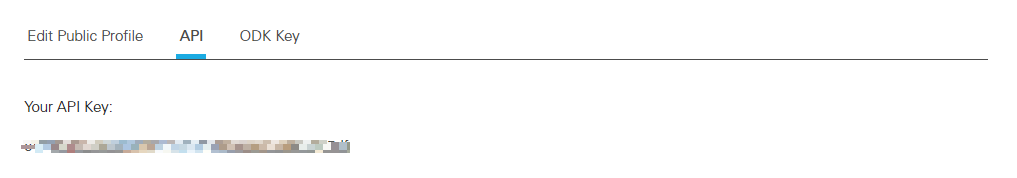 Edit Public Profile API ODK Key
Your API Key: